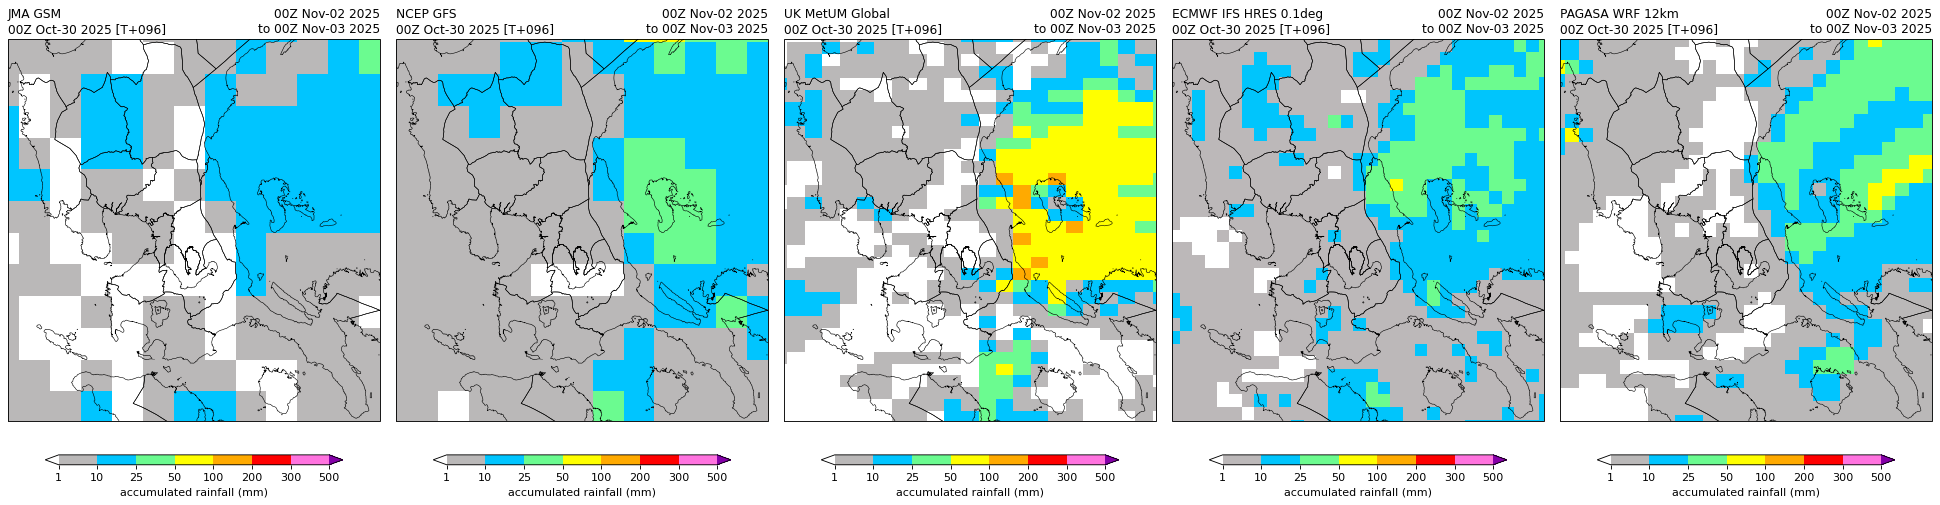 JMA GSM
00Z Nov-02 2025
00Z Oct-30 2025 [T+096]
to 00Z Nov-03 2025
NCEP GFS
00Z Nov-02 2025
00Z Oct-30 2025 [T+096]
to 00Z Nov-03 2025
UK MetUM Global
00Z Nov-02 2025
00Z Oct-30 2025 [T+096]
to 00Z Nov-03 2025
ECMWF IFS HRES 0.1deg
00Z Nov-02 2025
00Z Oct-30 2025 [T+096]
to 00Z Nov-03 2025
PAGASA WRF 12km
00Z Nov-02 2025
00Z Oct-30 2025 [T+096]
to 00Z Nov-03 2025
1 10 25 50 100 200 300 500
accumulated rainfall (mm)
1 10 25 50 100 200 300 500
accumulated rainfall (mm)
1 10 25 50 100 200 300 500
accumulated rainfall (mm)
1 10 25 50 100 200 300 500
accumulated rainfall (mm)
1 10 25 50 100 200 300 500
accumulated rainfall (mm)